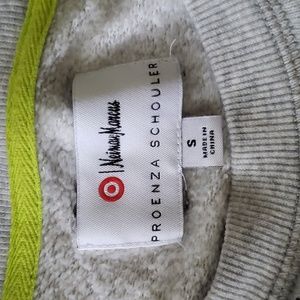 | Neiman Marcus
PROENZA SCHOULER
S
MADE IN
CHINA